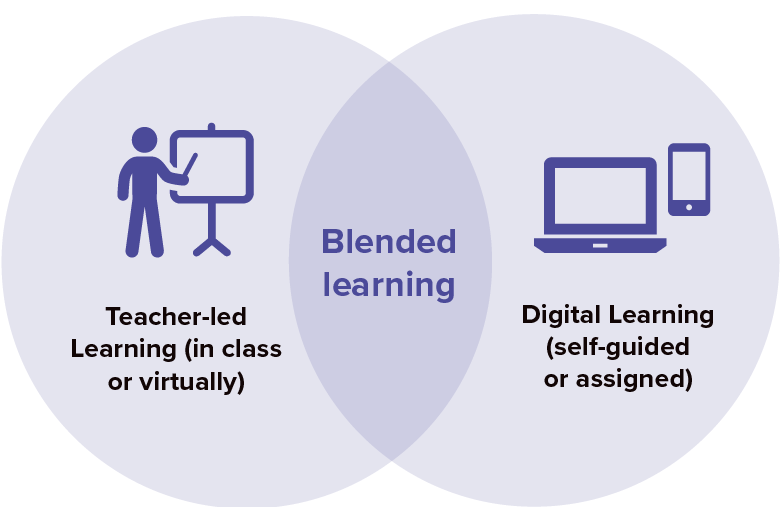 Teacher-led
Learning (in class
or virtually)
Blended
learning
Digital Learning
(self-guided
or assigned)